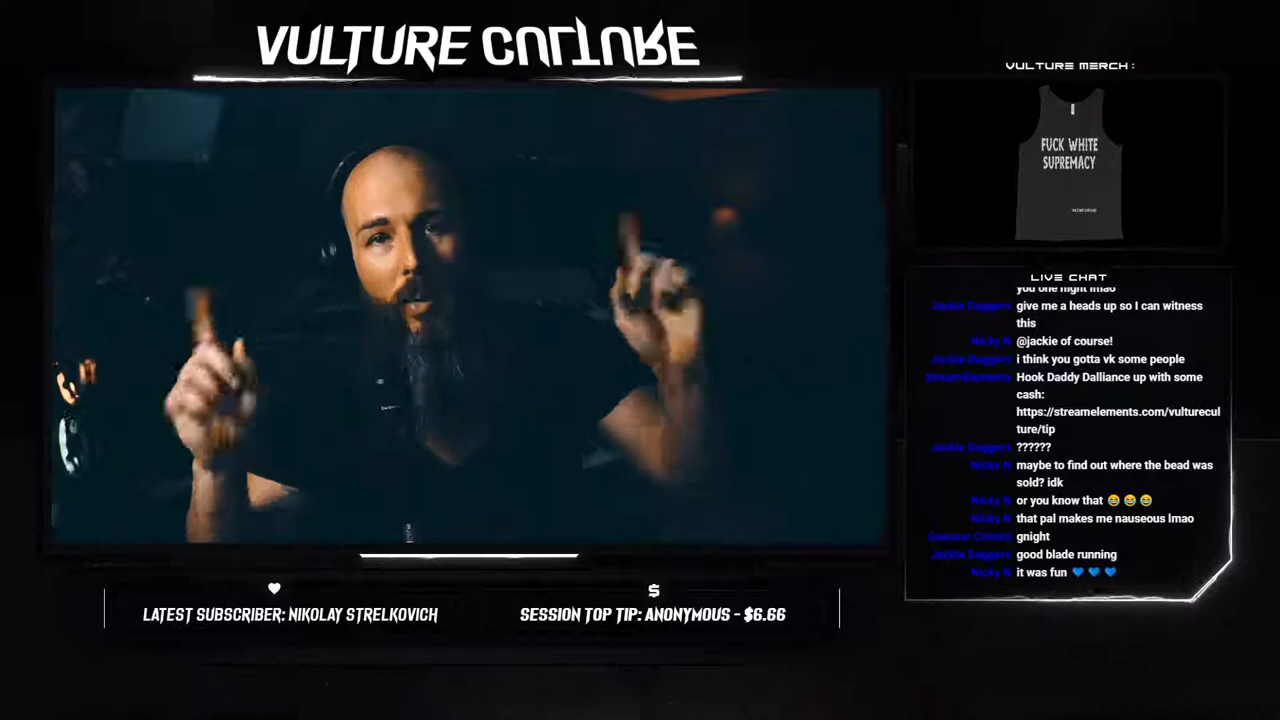 VULTURE CULTURE
VULTURE MERCH:
FUCK WHITE
SUPREMACY
LIVE CHAT
you one night lmao
Jackie Daggers give me a heads up so I can witness
this
Nicky N @jackie of course!
Jackie Daggers i think you gotta vk some people
StreamElements Hook Daddy Dalliance up with some
cash:
https://streamelements.com/vulturecul
ture/tip
Jackie Daggers ??????
Nicky N maybe to find out where the bead was
sold? idk
Nicky N or you know that 😂 😂 😂
Nicky N that pal makes me nauseous lmao
gnight
Jackie Daggers good blade running
Nicky N it was fun 💙 💙 💙
LATEST SUBSCRIBER: NIKOLAY STRELKOVICH
$
SESSION TOP TIP: ANONYMOUS - $6.66